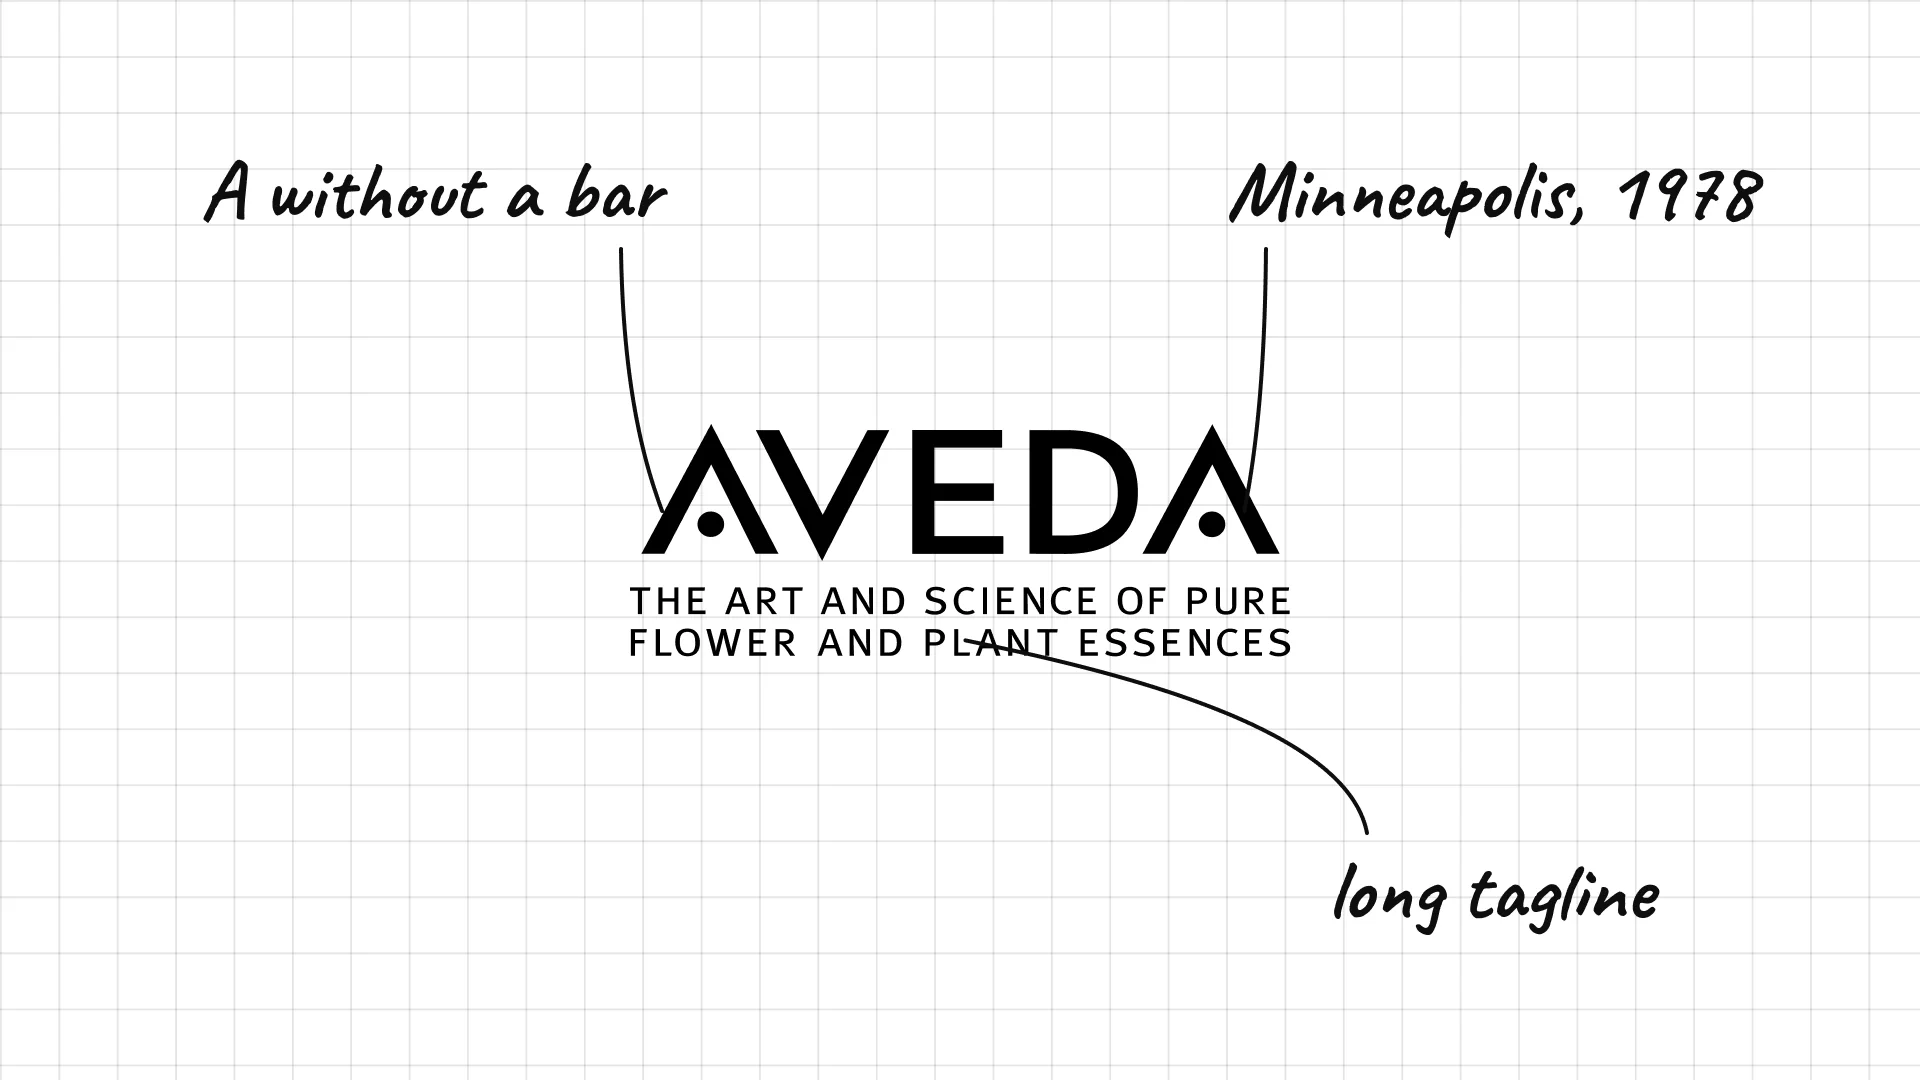 A without a bar
Minneapolis, 1978
AVEDA
THE ART AND SCIENCE OF PURE
FLOWER AND PLANT ESSENCES
long tagline